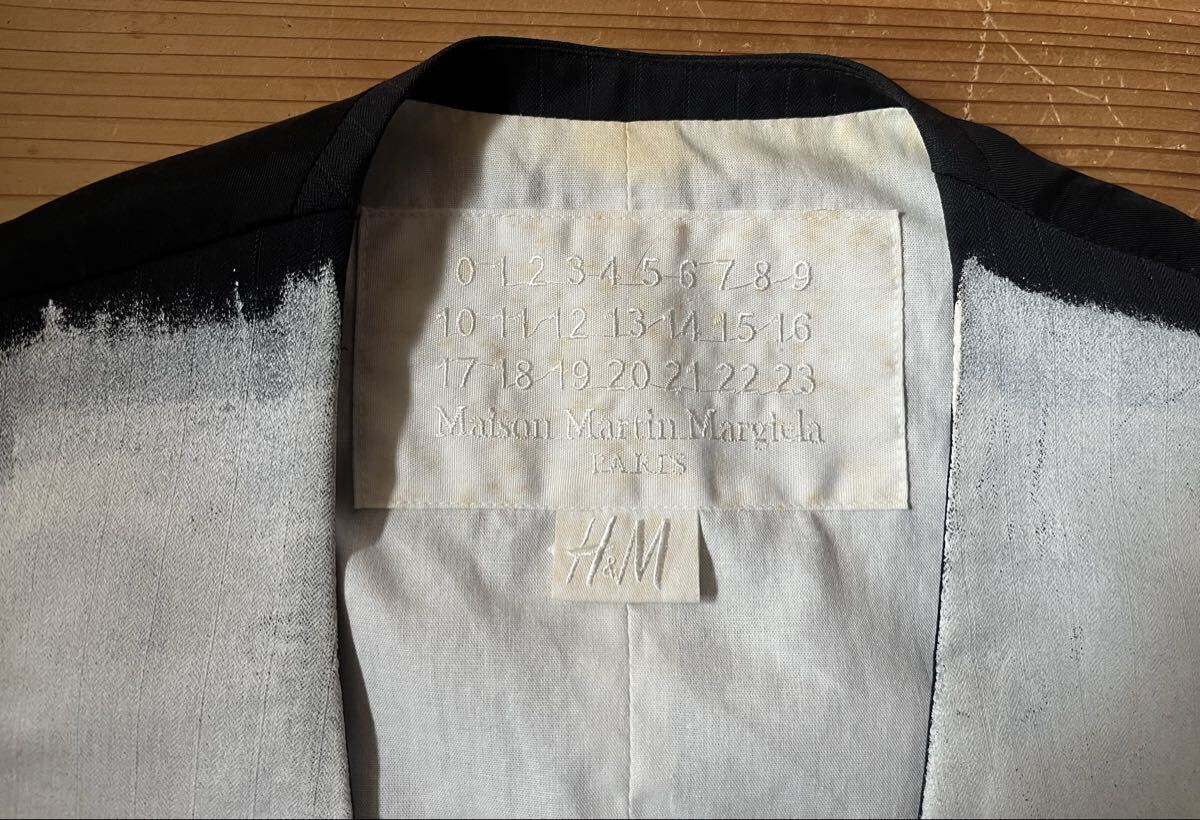 0 1 2 3 4 5 6 7 8 9
10 11 12 13 14 15 16
17 18 19 20 21 22 23
Maison Martin Margiela
PARIS
H&M